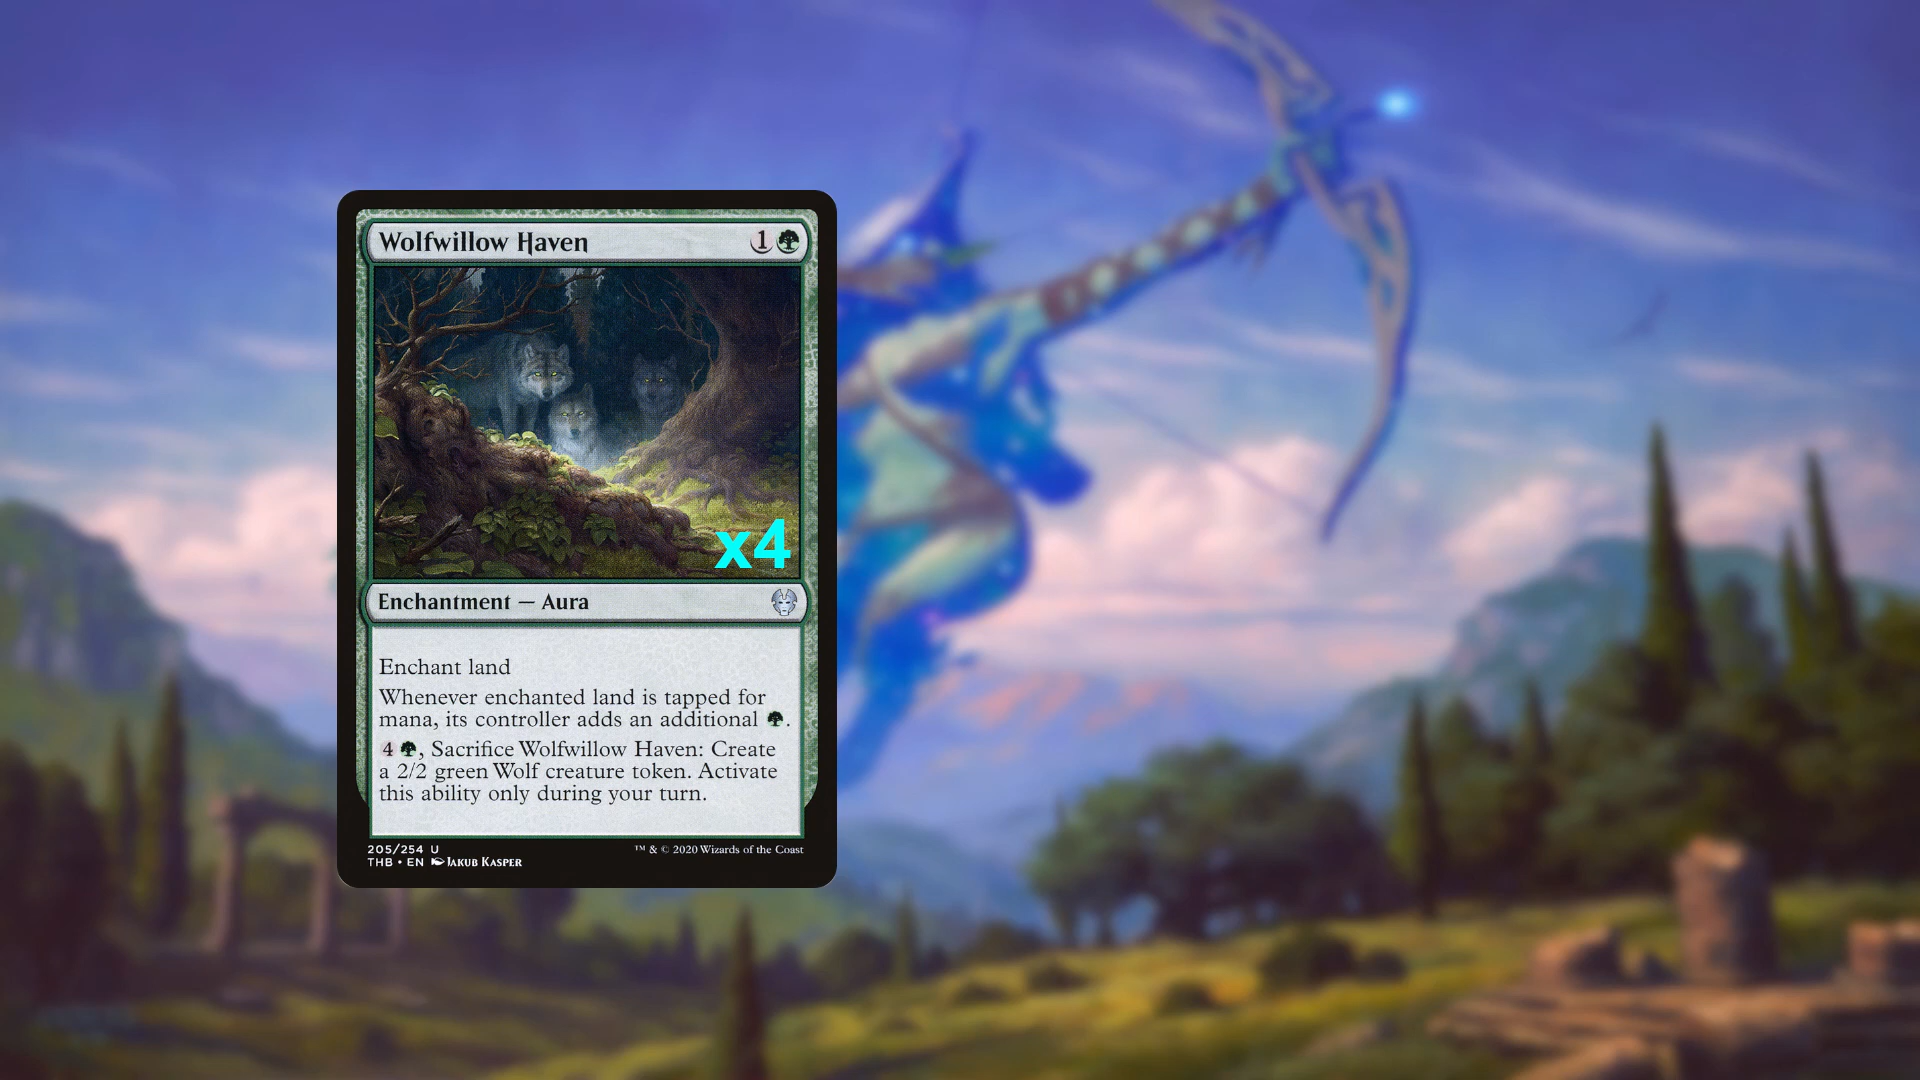 Wolfwillow Haven 1
x4
Enchantment — Aura
Enchant land
Whenever enchanted land is tapped for
mana, its controller adds an additional .
4 , Sacrifice Wolfwillow Haven: Create
a 2/2 green Wolf creature token. Activate
this ability only during your turn.
205/254 U
THB • EN Jakub Kasper
™ & © 2020 Wizards of the Coast